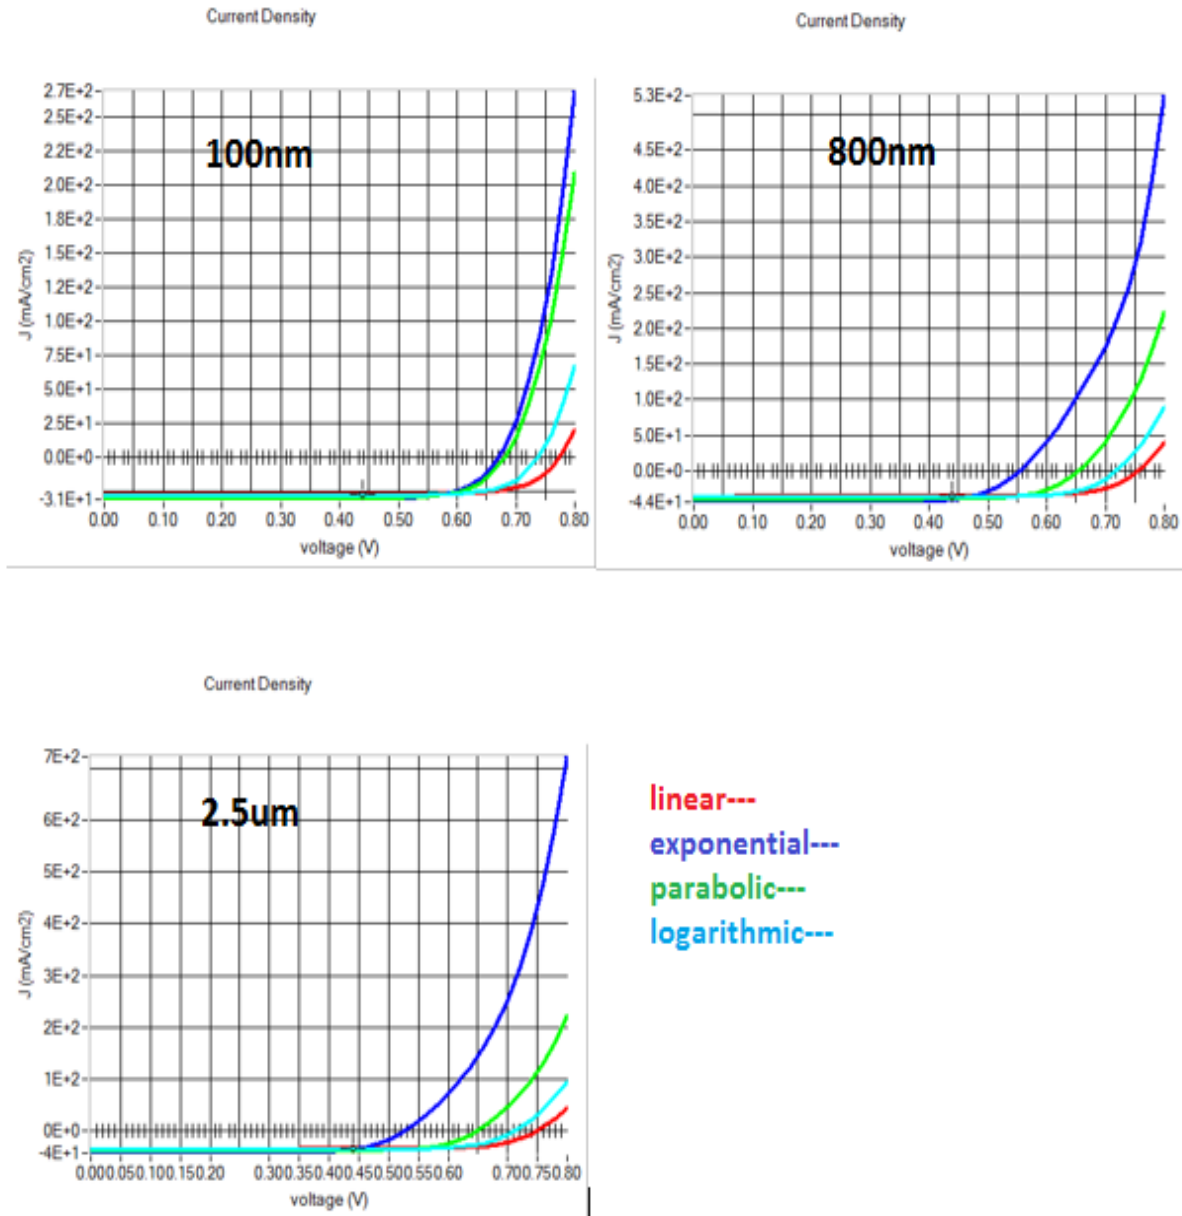 Current Density
2.7E+2
2.5E+2
2.2E+2
2.0E+2
1.8E+2
1.5E+2
1.2E+2
1.0E+2
7.5E+1
5.0E+1
2.5E+1
0.0E+0
-3.1E+1
J (mA/cm2)
100nm
0.00 0.10 0.20 0.30 0.40 0.50 0.60 0.70 0.80
voltage (V)
Current Density
5.3E+2
4.5E+2
4.0E+2
3.0E+2
2.5E+2
2.0E+2
1.5E+2
1.0E+2
5.0E+1
0.0E+0
-4.4E+1
J (mA/cm2)
800nm
0.00 0.10 0.20 0.30 0.40 0.50 0.60 0.70 0.80
voltage (V)
Current Density
7E+2
6E+2
5E+2
4E+2
3E+2
2E+2
1E+2
0E+0
-4E+1
J (mA/cm2)
2.5um
0.000.050.100.150.20 0.300.350.400.450.500.550.60 0.700.750.80
voltage (V)
linear---
exponential---
parabolic---
logarithmic---